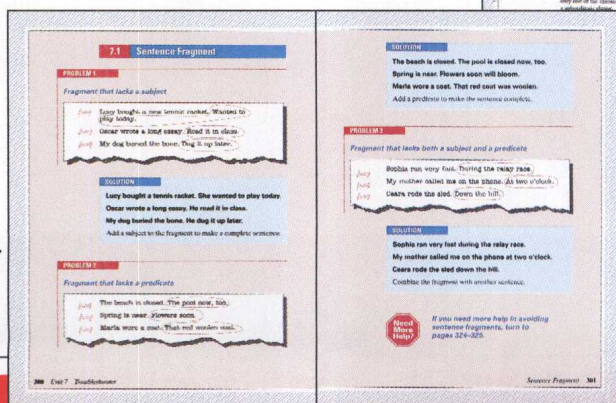 7.1 Sentence Fragment
PROBLEM 1
Fragment that lacks a subject
frag Lucy bought a new tennis racket. Wanted to
play today.
frag Oscar wrote a long essay. Read it in class.
frag My dog buried the bone. Dug it up later.
SOLUTION
Lucy bought a tennis racket. She wanted to play today.
Oscar wrote a long essay. He read it in class.
My dog buried the bone. He dug it up later.
Add a subject to the fragment to make a complete sentence.
PROBLEM 2
Fragment that lacks a predicate
frag The beach is closed. The pool now, too.
frag Spring is near. Flowers soon.
frag Marla wore a coat. That red woolen coat.
300 Unit 7 Troubleshooter
SOLUTION
The beach is closed. The pool is closed now, too.
Spring is near. Flowers soon will bloom.
Marla wore a coat. That red coat was woolen.
Add a predicate to make the sentence complete.
PROBLEM 3
Fragment that lacks both a subject and a predicate
frag Sophia ran very fast. During the relay race.
frag My mother called me on the phone. At two o'clock.
frag Ceara rode the sled. Down the hill.
SOLUTION
Sophia ran very fast during the relay race.
My mother called me on the phone at two o'clock.
Ceara rode the sled down the hill.
Combine the fragment with another sentence.
Need
More
Help?
If you need more help in avoiding
sentence fragments, turn to
pages 324–325.
Sentence Fragment 301